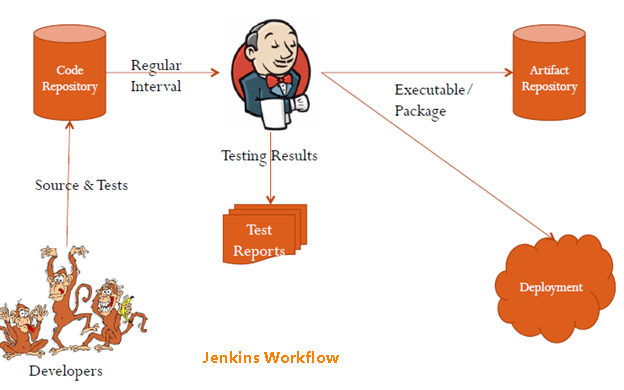 Code
Repository
Regular
Interval
Executable/
Package
Artifact
Repository
Testing Results
Source & Tests
Test
Reports
Deployment
Jenkins Workflow
Developers